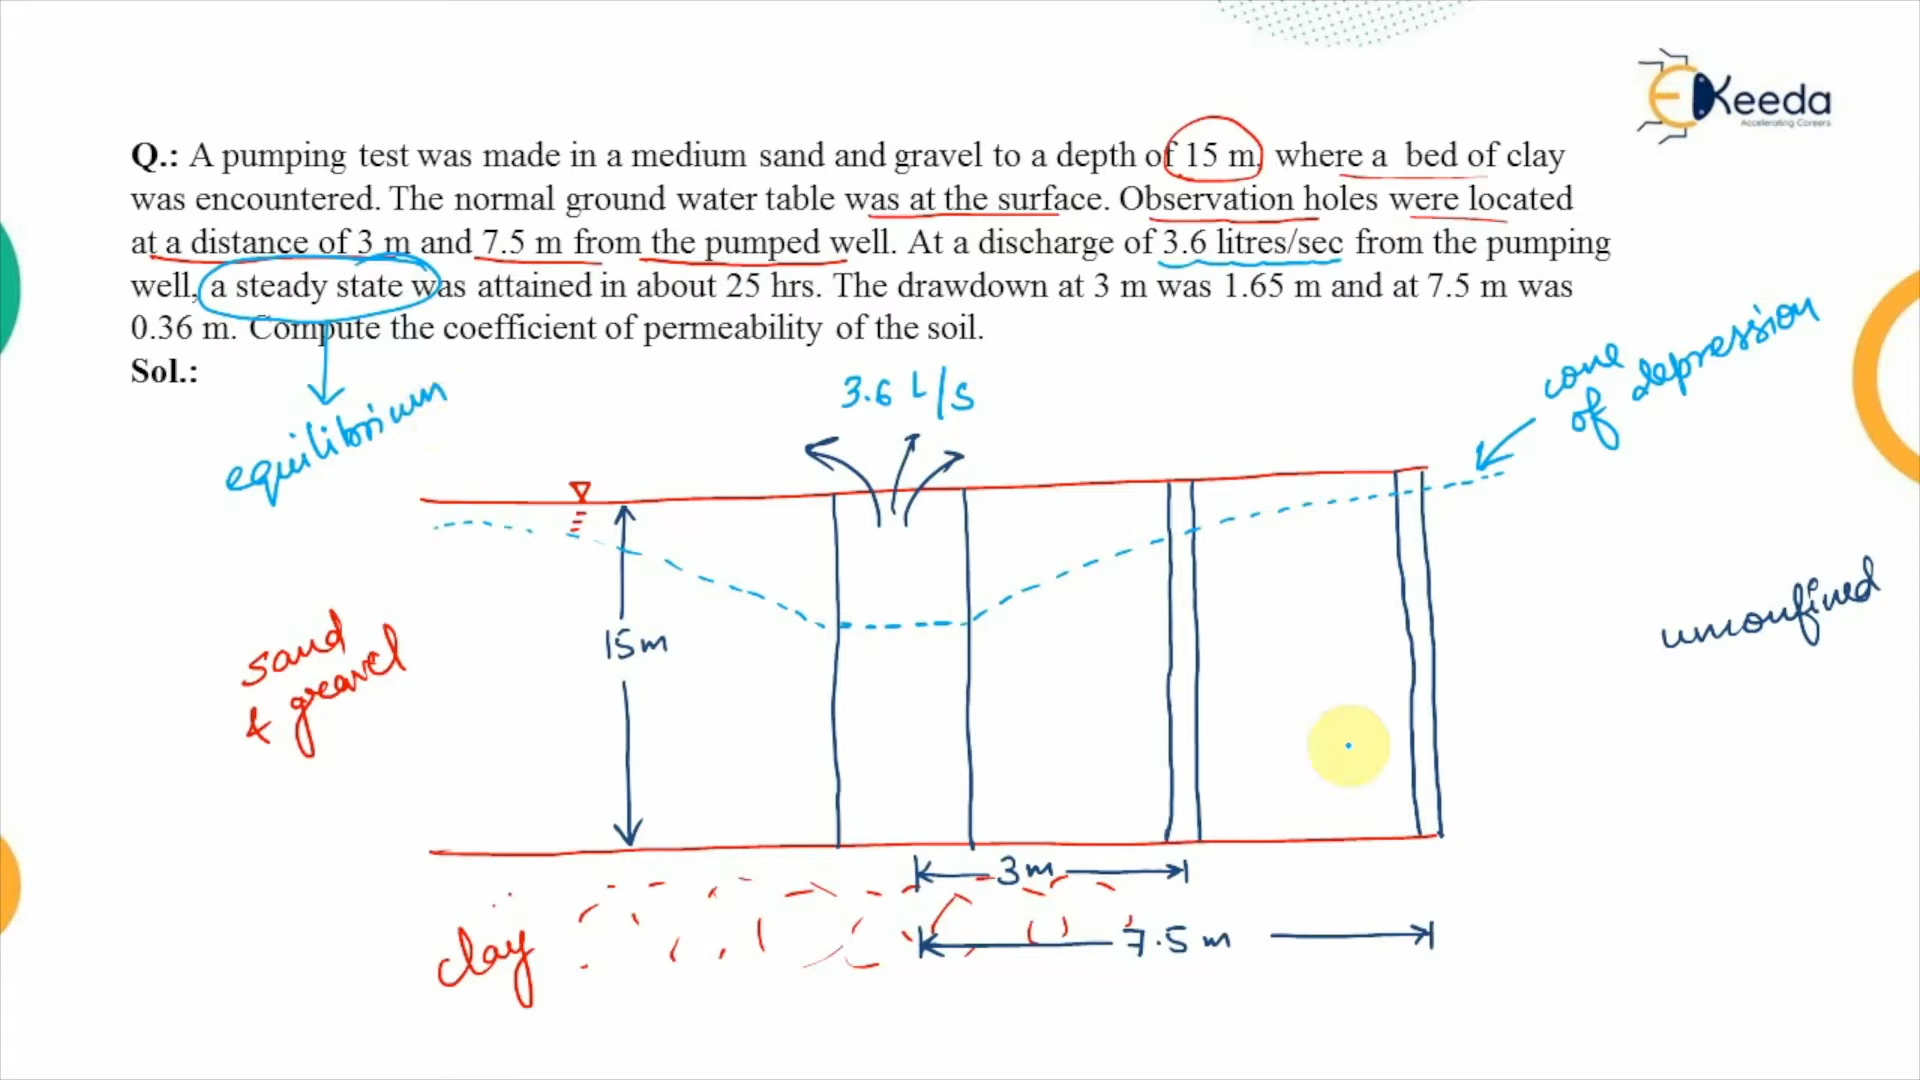 EKeeda
Accelerating Careers
Q.: A pumping test was made in a medium sand and gravel to a depth of 15 m, where a bed of clay
was encountered. The normal ground water table was at the surface. Observation holes were located
at a distance of 3 m and 7.5 m from the pumped well. At a discharge of 3.6 litres/sec from the pumping
well, a steady state was attained in about 25 hrs. The drawdown at 3 m was 1.65 m and at 7.5 m was
0.36 m. Compute the coefficient of permeability of the soil.
Sol.:
equilibrium
3.6 L/S
cone
of depression
sand
& gravel
15m
unconfined
3m
7.5 m
clay